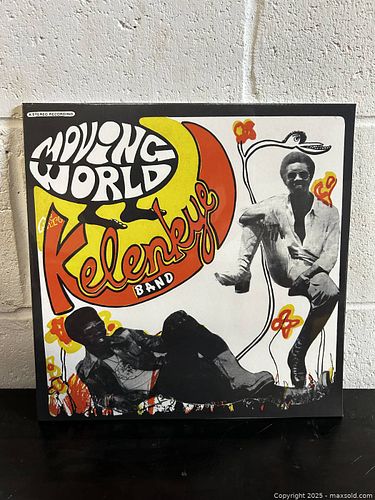 A STEREO RECORDING
MOVING
WORLD
Kelenkye
BAND
Copyright © 2025 - maxsold.com